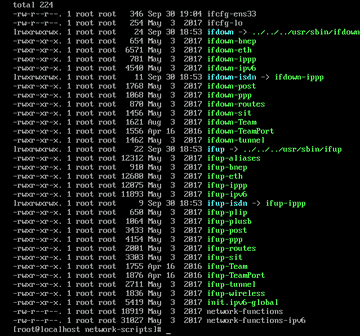 total 224
-rw-r--r--. 1 root root 346 Sep 30 19:04 ifcfg-ens33
-rw-r--r--. 1 root root 254 May 3 2017 ifcfg-lo
lrwxrwxrwx. 1 root root 24 Sep 30 18:53 ifdown -> ../../../usr/sbin/ifdown
-rwxr-xr-x. 1 root root 654 May 3 2017 ifdown-bnep
-rwxr-xr-x. 1 root root 6571 May 3 2017 ifdown-eth
-rwxr-xr-x. 1 root root 781 May 3 2017 ifdown-ippp
-rwxr-xr-x. 1 root root 4540 May 3 2017 ifdown-ipv6
lrwxrwxrwx. 1 root root 11 Sep 30 18:53 ifdown-isdn -> ifdown-ippp
-rwxr-xr-x. 1 root root 1768 May 3 2017 ifdown-post
-rwxr-xr-x. 1 root root 1068 May 3 2017 ifdown-ppp
-rwxr-xr-x. 1 root root 870 May 3 2017 ifdown-routes
-rwxr-xr-x. 1 root root 1456 May 3 2017 ifdown-sit
-rwxr-xr-x. 1 root root 1621 Aug 3 2017 ifdown-Team
-rwxr-xr-x. 1 root root 1556 Apr 16 2016 ifdown-TeamPort
-rwxr-xr-x. 1 root root 1462 May 3 2017 ifdown-tunnel
lrwxrwxrwx. 1 root root 22 Sep 30 18:53 ifup -> ../../../usr/sbin/ifup
-rwxr-xr-x. 1 root root 12312 May 3 2017 ifup-aliases
-rwxr-xr-x. 1 root root 910 May 3 2017 ifup-bnep
-rwxr-xr-x. 1 root root 12680 May 3 2017 ifup-eth
-rwxr-xr-x. 1 root root 12075 May 3 2017 ifup-ippp
-rwxr-xr-x. 1 root root 11893 May 3 2017 ifup-ipv6
lrwxrwxrwx. 1 root root 9 Sep 30 18:53 ifup-isdn -> ifup-ippp
-rwxr-xr-x. 1 root root 650 May 3 2017 ifup-plip
-rwxr-xr-x. 1 root root 1064 May 3 2017 ifup-plusb
-rwxr-xr-x. 1 root root 3433 May 3 2017 ifup-post
-rwxr-xr-x. 1 root root 4154 May 3 2017 ifup-ppp
-rwxr-xr-x. 1 root root 2001 May 3 2017 ifup-routes
-rwxr-xr-x. 1 root root 3303 May 3 2017 ifup-sit
-rwxr-xr-x. 1 root root 1755 Apr 16 2016 ifup-Team
-rwxr-xr-x. 1 root root 1876 Apr 16 2016 ifup-TeamPort
-rwxr-xr-x. 1 root root 2711 May 3 2017 ifup-tunnel
-rwxr-xr-x. 1 root root 1836 May 3 2017 ifup-wireless
-rwxr-xr-x. 1 root root 5419 May 3 2017 init.ipv6-global
-rw-r--r--. 1 root root 18919 May 3 2017 network-functions
-rw-r--r--. 1 root root 31027 May 3 2017 network-functions-ipv6
[root@localhost network-scripts]# _